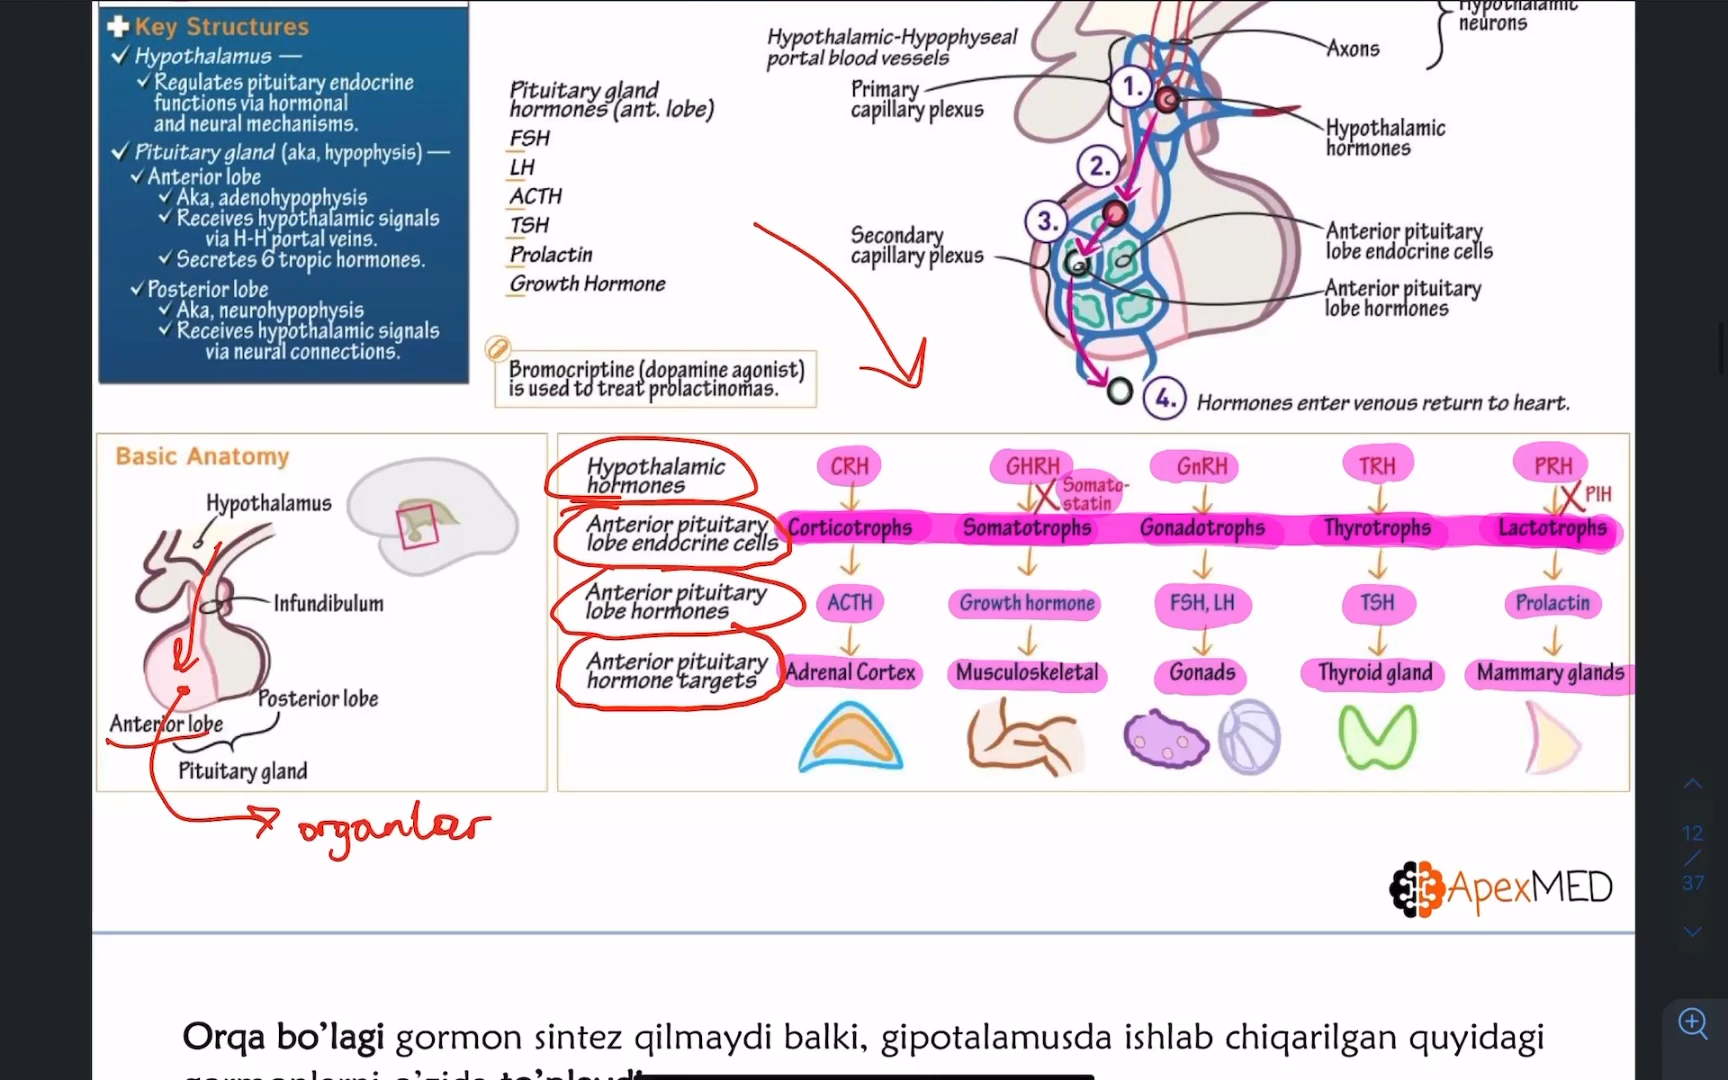 Key Structures
✓ Hypothalamus —
✓ Regulates pituitary endocrine
functions via hormonal
and neural mechanisms.
✓ Pituitary gland (aka, hypophysis) —
✓ Anterior lobe
✓ Aka, adenohypophysis
✓ Receives hypothalamic signals
via H-H portal veins.
✓ Secretes 6 tropic hormones.
✓ Posterior lobe
✓ Aka, neurohypophysis
✓ Receives hypothalamic signals
via neural connections.
Pituitary gland
hormones (ant. lobe)
FSH
LH
ACTH
TSH
Prolactin
Growth Hormone
Bromocriptine (dopamine agonist)
is used to treat prolactinomas.
Hypothalamic-Hypophyseal
portal blood vessels
Primary
capillary plexus
Secondary
capillary plexus
1.
2.
3.
4.
Hypothalamic
neurons
Axons
Hypothalamic
hormones
Anterior pituitary
lobe endocrine cells
Anterior pituitary
lobe hormones
Hormones enter venous return to heart.
Basic Anatomy
Hypothalamus
Infundibulum
Posterior lobe
Anterior lobe
Pituitary gland
organlar
Hypothalamic
hormones
CRH GHRH GnRH TRH PRH
Somato-
statin
PIH
Anterior pituitary
lobe endocrine cells
Corticotrophs Somatotrophs Gonadotrophs Thyrotrophs Lactotrophs
Anterior pituitary
lobe hormones
ACTH Growth hormone FSH, LH TSH Prolactin
Anterior pituitary
hormone targets
Adrenal Cortex Musculoskeletal Gonads Thyroid gland Mammary glands
ApexMED
12
/
37
Orqa bo’lagi gormon sintez qilmaydi balki, gipotalamusda ishlab chiqarilgan quyidagi